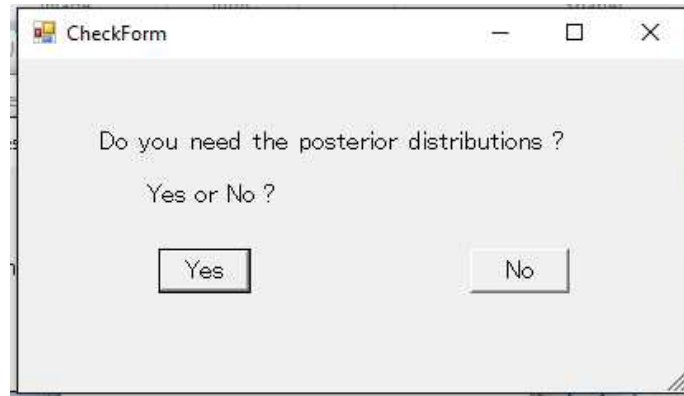 CheckForm
Do you need the posterior distributions ?
Yes or No ?
Yes
No